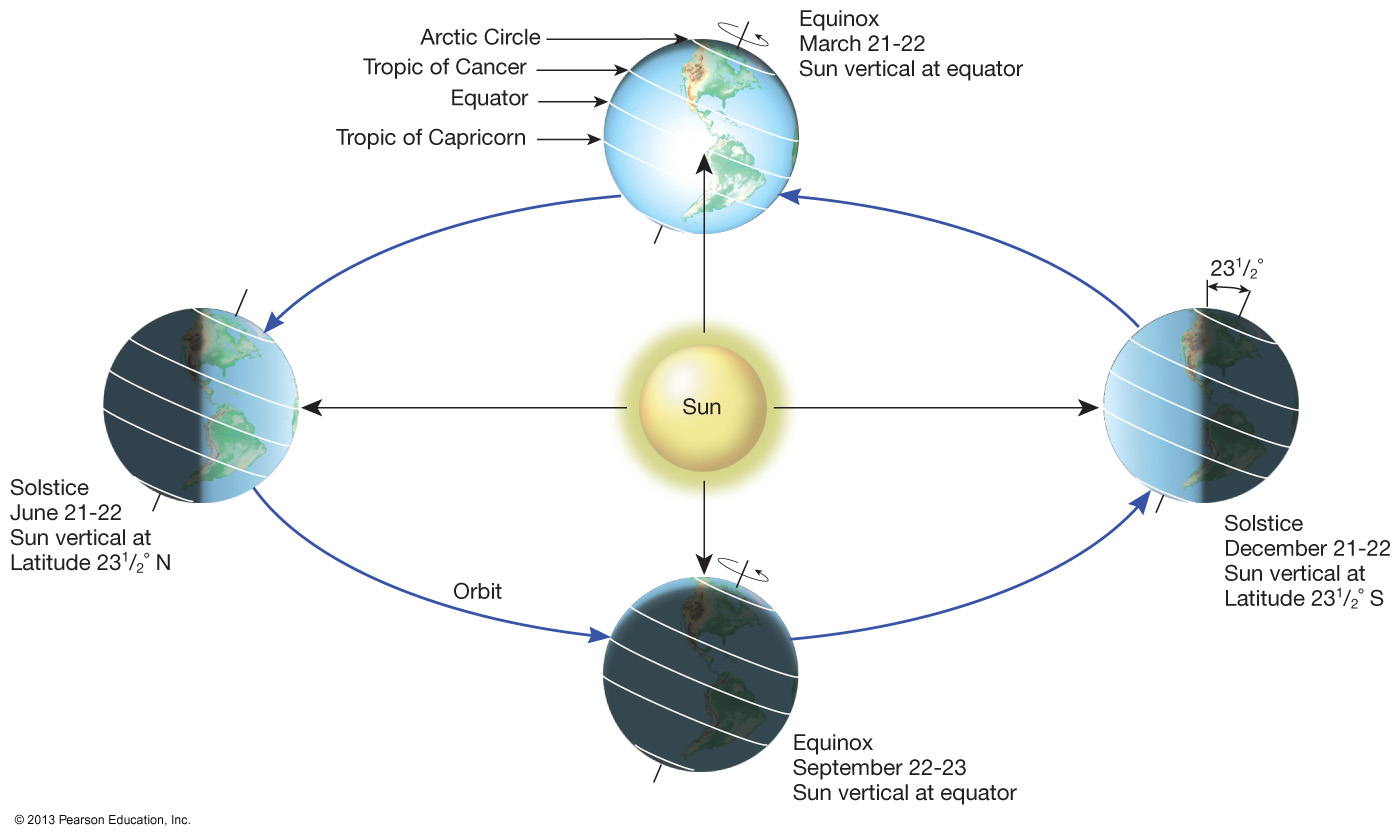 Equinox
March 21-22
Sun vertical at equator
Arctic Circle
Tropic of Cancer
Equator
Tropic of Capricorn
23 1/2°
Sun
Solstice
June 21-22
Sun vertical at
Latitude 23 1/2° N
Solstice
December 21-22
Sun vertical at
Latitude 23 1/2° S
Orbit
Equinox
September 22-23
Sun vertical at equator
© 2013 Pearson Education, Inc.